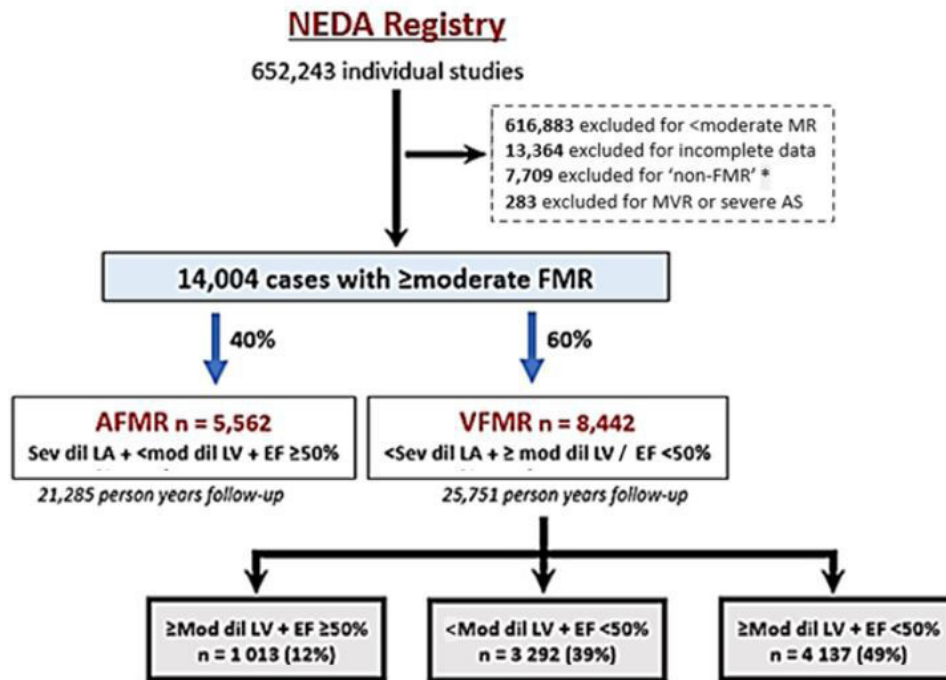 NEDA Registry
652,243 individual studies
616,883 excluded for <moderate MR
13,364 excluded for incomplete data
7,709 excluded for 'non-FMR' *
283 excluded for MVR or severe AS
14,004 cases with ≥moderate FMR
40%
60%
AFMR n = 5,562
Sev dil LA + <mod dil LV + EF ≥50%
21,285 person years follow-up
VFMR n = 8,442
<Sev dil LA + ≥ mod dil LV / EF <50%
25,751 person years follow-up
≥Mod dil LV + EF ≥50%
n = 1 013 (12%)
<Mod dil LV + EF <50%
n = 3 292 (39%)
≥Mod dil LV + EF <50%
n = 4 137 (49%)